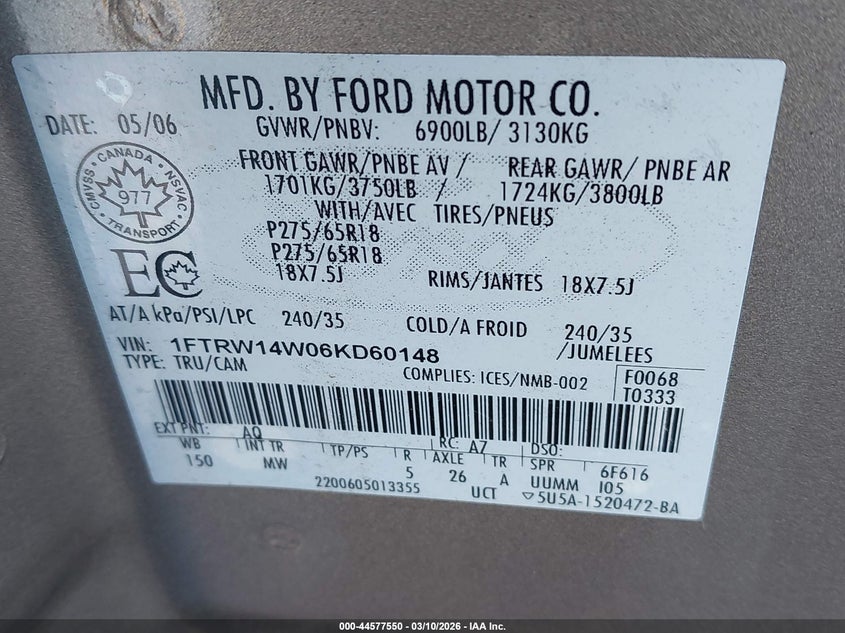 MFD. BY FORD MOTOR CO.
DATE: 05/06 GVWR/PNBV: 6900LB/ 3130KG
FRONT GAWR/PNBE AV / REAR GAWR/ PNBE AR
1701KG/3750LB / 1724KG/3800LB
WITH/AVEC TIRES/PNEUS
P275/65R18
P275/65R18
18X7.5J RIMS/JANTES 18X7.5J
CANADA
CMVSS NSVAC
977
TRANSPORT
EC
AT/A kPa/PSI/LPC 240/35 COLD/A FROID 240/35
/JUMELEES
VIN: 1FTRW14W06KD60148
TYPE: TRU/CAM COMPLIES: ICES/NMB-002 F0068
T0333
EXT PNT: AQ RC: A7 DSO:
WB INT TR TP/PS R AXLE TR SPR 6F616
150 MW 5 26 A UUMM I05
2200605013355 UCT ▽5U5A-1520472-BA
000-44577550 - 03/10/2026 - IAA Inc.